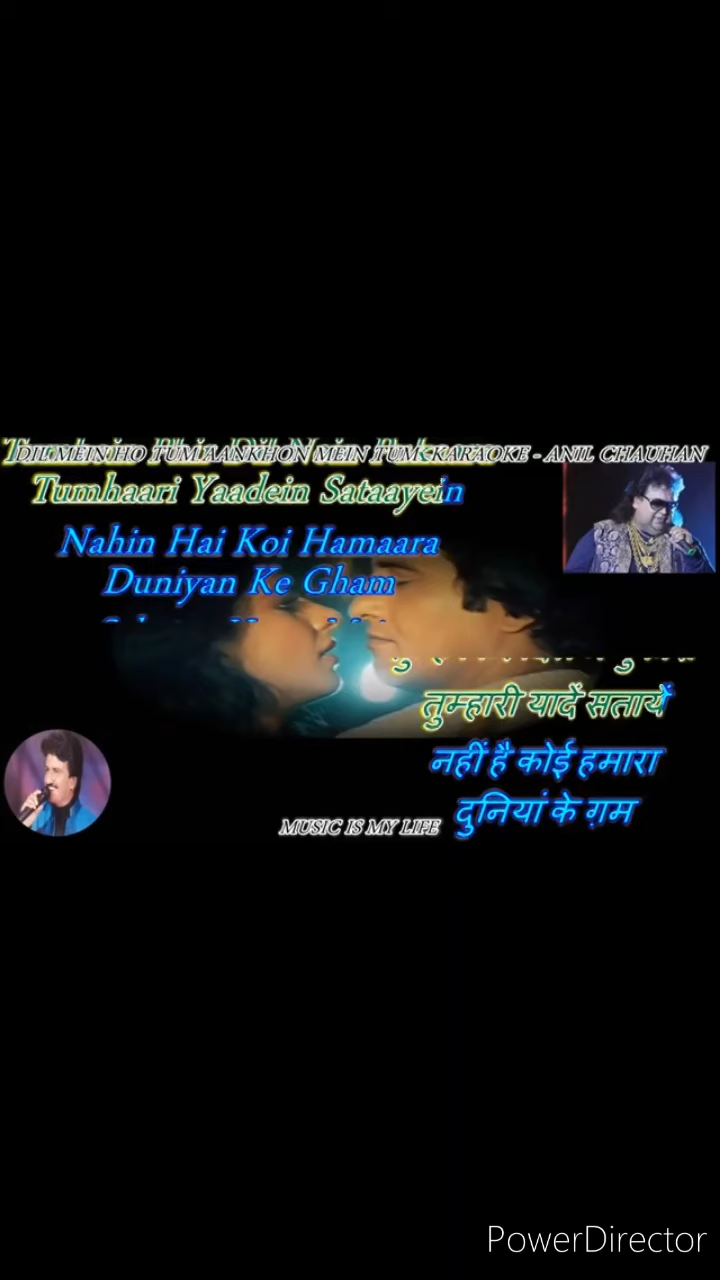 DIL MEIN HO TUM AANKHON MEIN TUM KARAOKE - ANIL CHAUHAN
Tumhaari Yaadein Sataayein
Nahin Hai Koi Hamaara
Duniyan Ke Gham
तुम्हारी यादें सतायें
नहीं है कोई हमारा
दुनियां के ग़म
MUSIC IS MY LIFE
PowerDirector